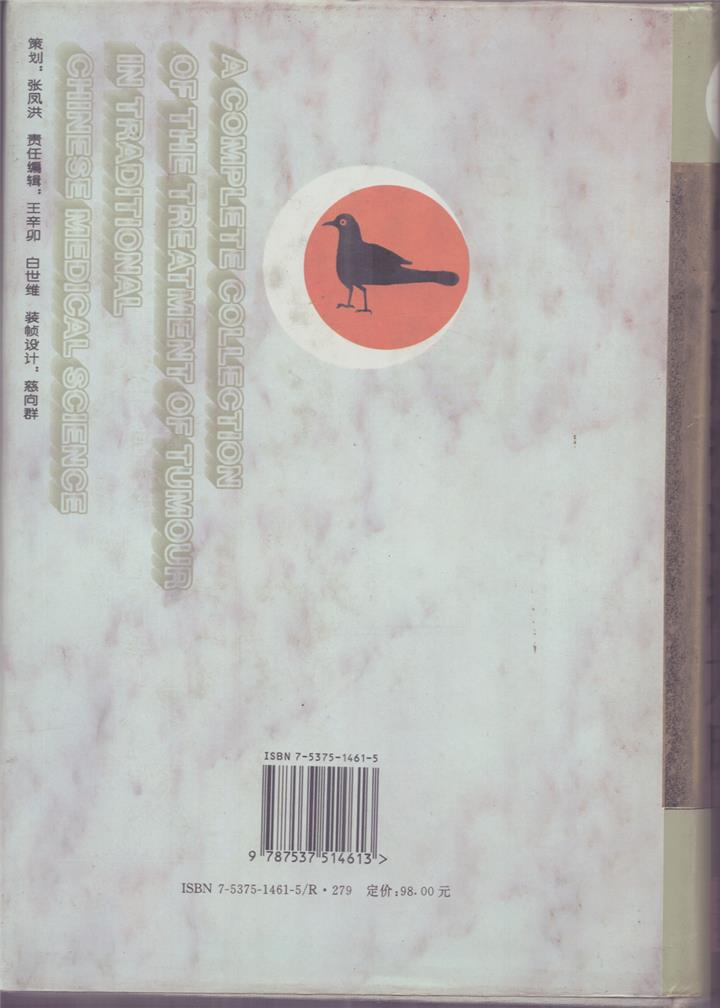 A COMPLETE COLLECTION
OF THE TREATMENT OF TUMOUR
IN TRADITIONAL
CHINESE MEDICAL SCIENCE
策划：张凤洪　责任编辑：王辛卯　白世维　装帧设计：慈向群
ISBN 7-5375-1461-5
9 787537 514613 >
ISBN 7-5375-1461-5/R·279　定价:98.00元